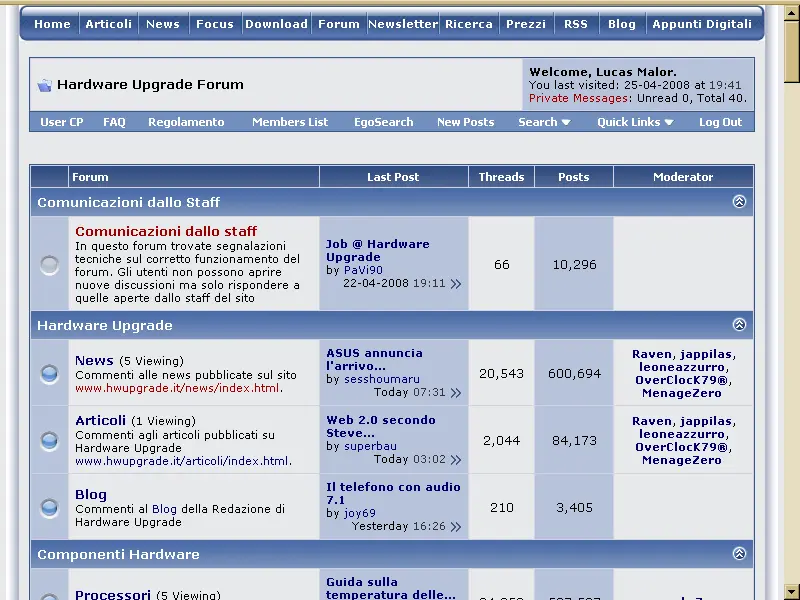 Home Articoli News Focus Download Forum Newsletter Ricerca Prezzi RSS Blog Appunti Digitali
Hardware Upgrade Forum
Welcome, Lucas Malor.
You last visited: 25-04-2008 at 19:41
Private Messages: Unread 0, Total 40.
User CP FAQ Regolamento Members List EgoSearch New Posts Search Quick Links Log Out
Forum Last Post Threads Posts Moderator
Comunicazioni dallo Staff
Comunicazioni dallo staff
In questo forum trovate segnalazioni
tecniche sul corretto funzionamento del
forum. Gli utenti non possono aprire
nuove discussioni ma solo rispondere a
quelle aperte dallo staff del sito
Job @ Hardware
Upgrade
by PaVi90
22-04-2008 19:11
66
10,296
Hardware Upgrade
News (5 Viewing)
Commenti alle news pubblicate sul sito
www.hwupgrade.it/news/index.html.
ASUS annuncia
l'arrivo...
by sesshoumaru
Today 07:31
20,543
600,694
Raven, jappilas,
leoneazzurro,
OverClocK79®,
MenageZero
Articoli (1 Viewing)
Commenti agli articoli pubblicati su
Hardware Upgrade
www.hwupgrade.it/articoli/index.html.
Web 2.0 secondo
Steve...
by superbau
Today 03:02
2,044
84,173
Raven, jappilas,
leoneazzurro,
OverClocK79®,
MenageZero
Blog
Commenti al Blog della Redazione di
Hardware Upgrade
Il telefono con audio
7.1
by joy69
Yesterday 16:26
210
3,405
Componenti Hardware
Processori (5 Viewing)
Guida sulla
temperatura delle...